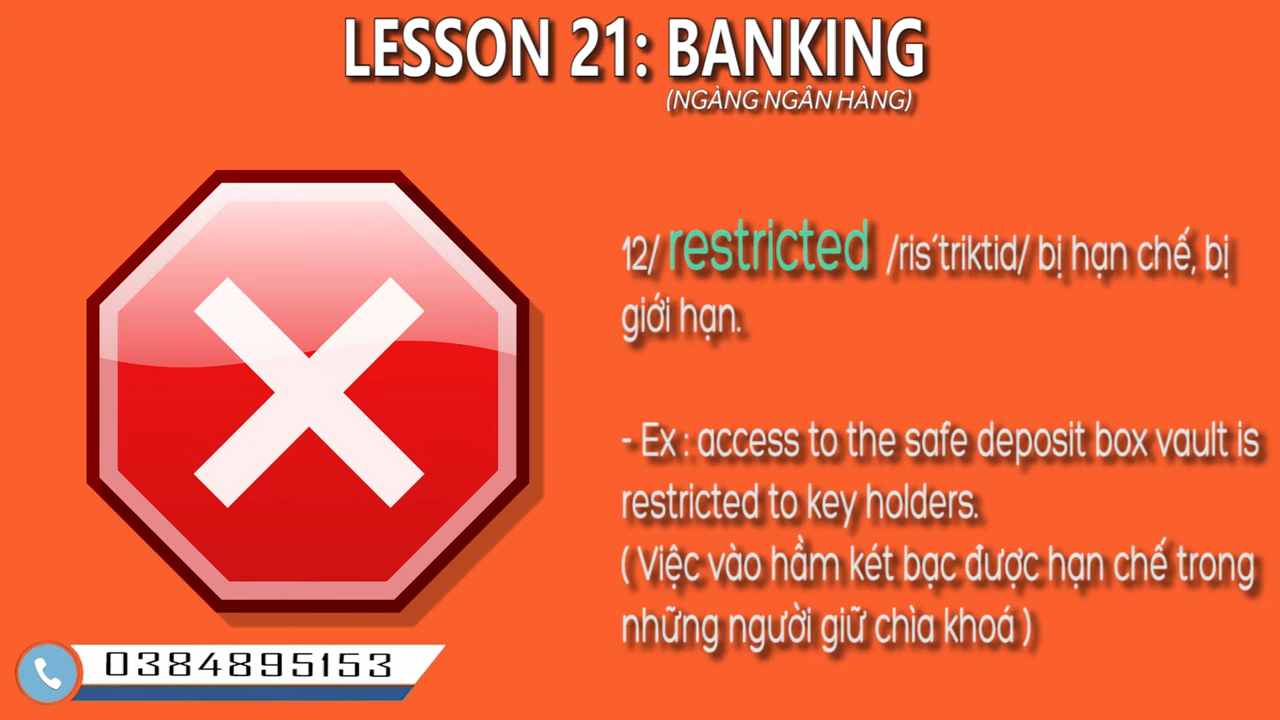 LESSON 21: BANKING
(NGÀNG NGÂN HÀNG)
12/ restricted /ris´triktid/ bị hạn chế, bị
giới hạn.
- Ex : access to the safe deposit box vault is
restricted to key holders.
( Việc vào hầm két bạc được hạn chế trong
những người giữ chìa khoá )
0384895153